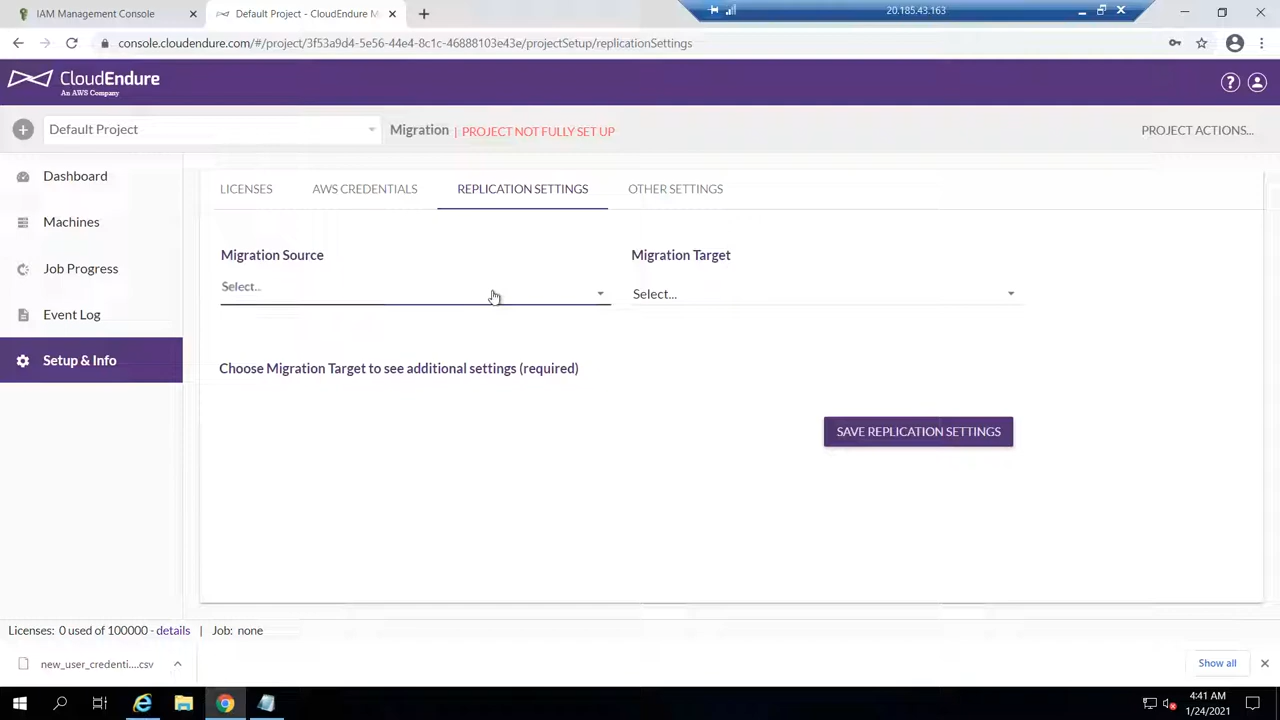 IAM Management Console
Default Project - CloudEndure M
20.185.43.163
console.cloudendure.com/#/project/3f53a9d4-5e56-44e4-8c1c-46888103e43e/projectSetup/replicationSettings
CloudEndure
An AWS Company
Default Project
Migration | PROJECT NOT FULLY SET UP
PROJECT ACTIONS...
Dashboard
Machines
Job Progress
Event Log
Setup & Info
LICENSES
AWS CREDENTIALS
REPLICATION SETTINGS
OTHER SETTINGS
Migration Source
Migration Target
Select...
Select...
Choose Migration Target to see additional settings (required)
SAVE REPLICATION SETTINGS
Licenses: 0 used of 100000 - details | Job: none
new_user_credenti....csv
Show all
4:41 AM
1/24/2021